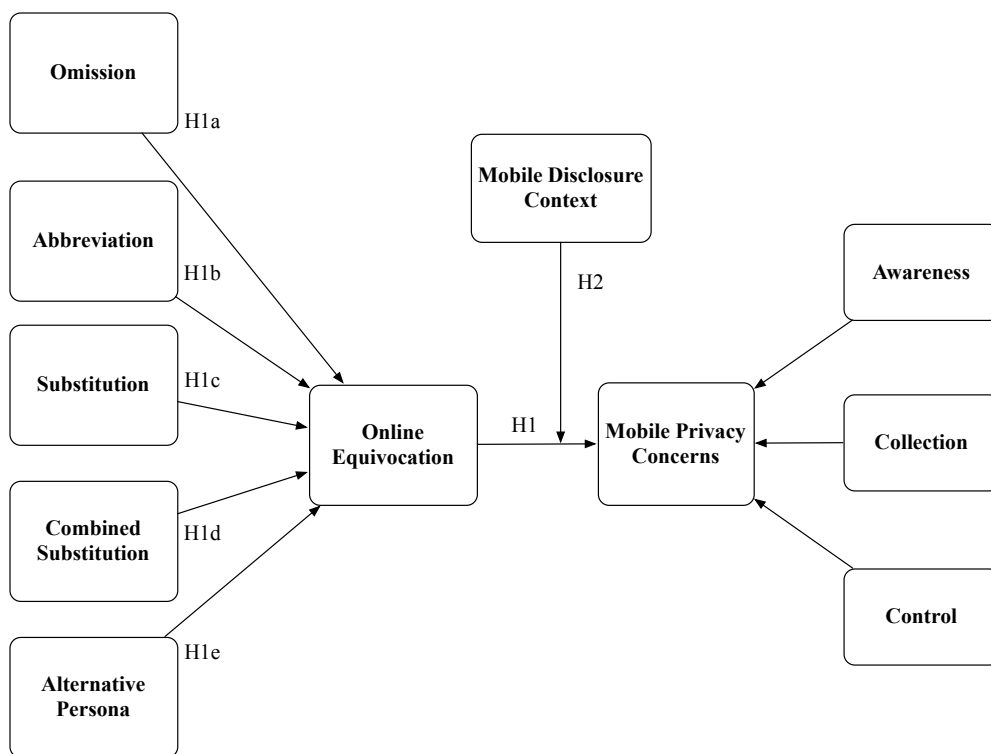 Omission
H1a
Abbreviation
H1b
Substitution
H1c
Combined
Substitution
H1d
Alternative
Persona
H1e
Online
Equivocation
H1
Mobile Disclosure
Context
H2
Mobile Privacy
Concerns
Awareness
Collection
Control